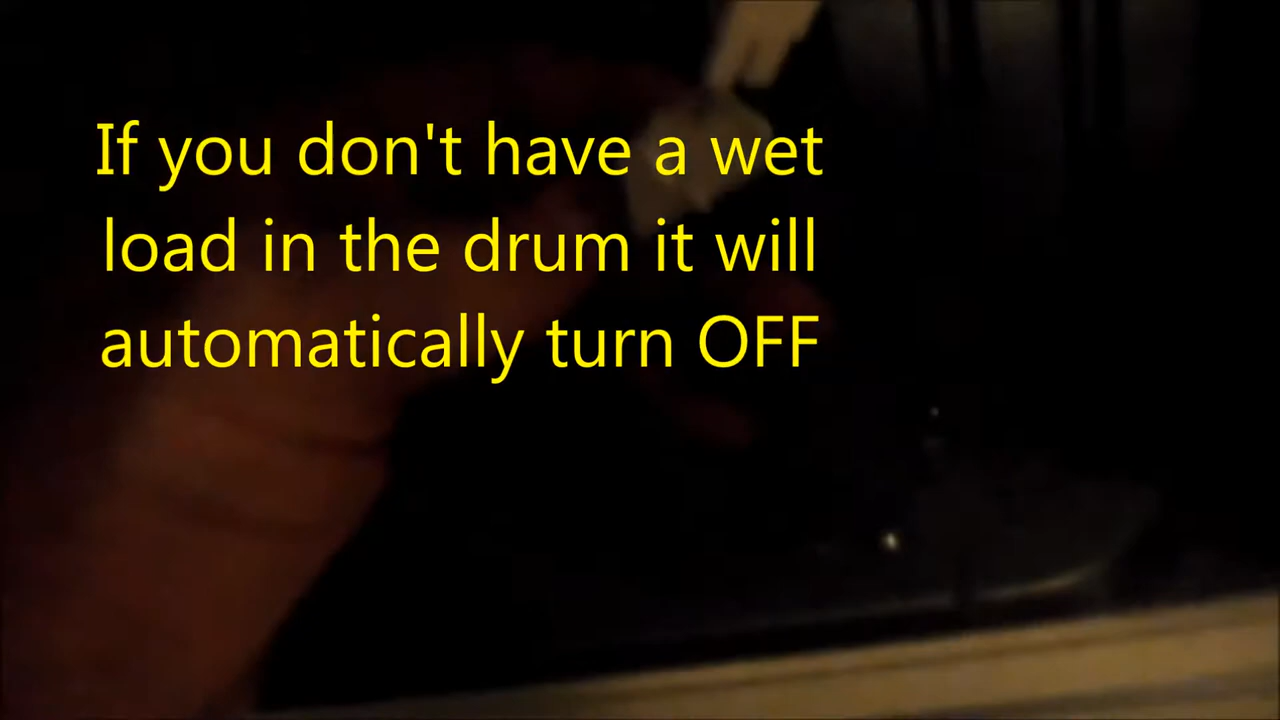 If you don't have a wet
load in the drum it will
automatically turn OFF